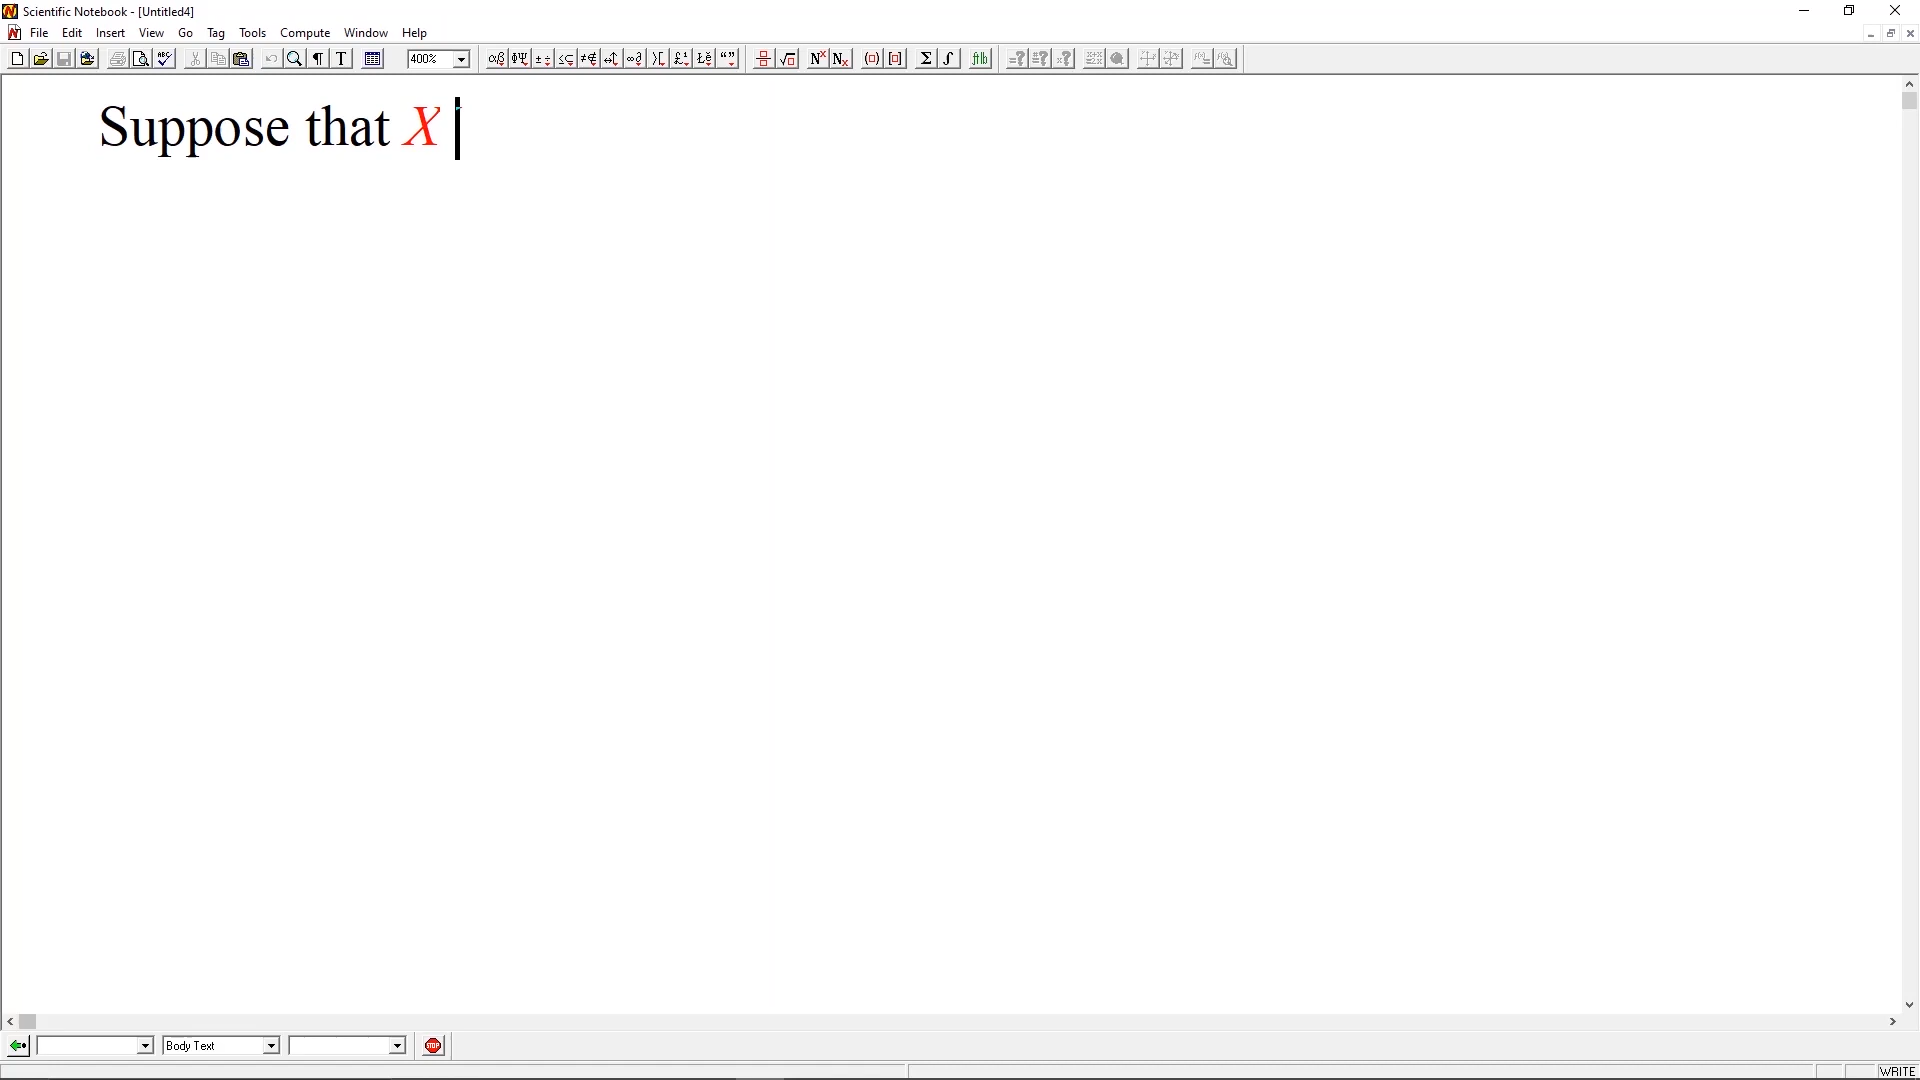 Scientific Notebook - [Untitled4]
File Edit Insert View Go Tag Tools Compute Window Help
400%
Suppose that X
Body Text
STOP
WRITE